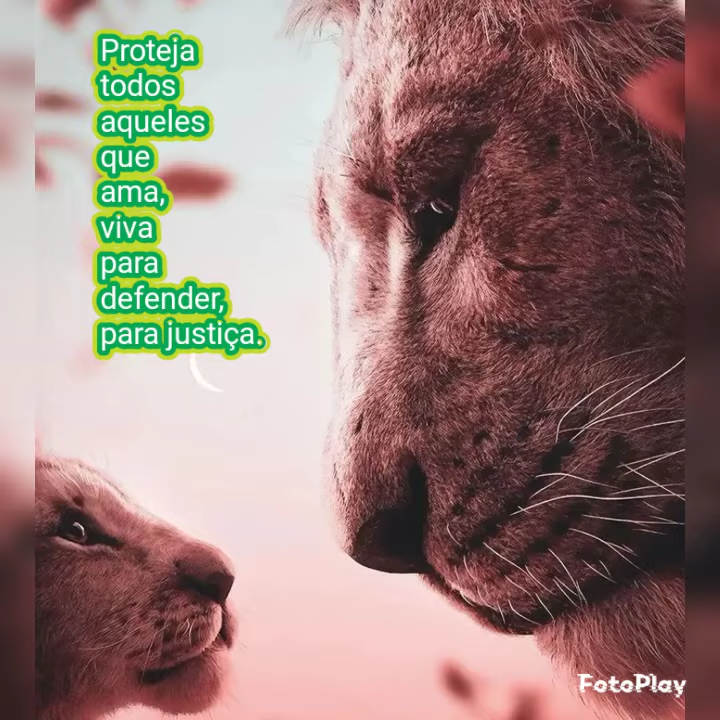 Proteja
todos
aqueles
que
ama,
viva
para
defender,
para justiça.
FotoPlay